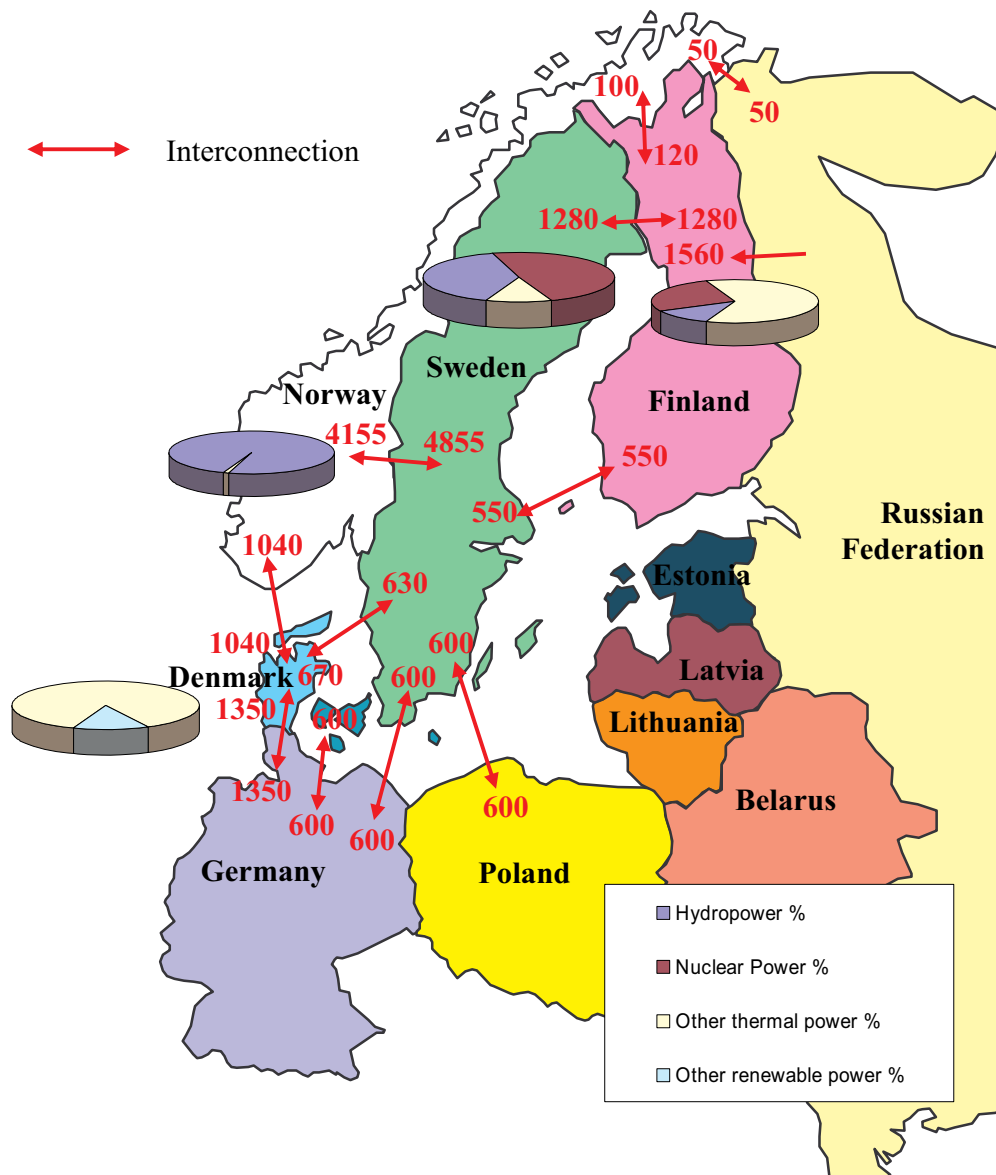 50
100
50
Interconnection
120
1280
1280
1560
Sweden
Norway
Finland
4155
4855
550
550
Russian
Federation
1040
Estonia
630
1040
600
Denmark
670
600
Latvia
1350
600
Lithuania
1350
600
600
600
Belarus
Germany
Poland
Hydropower %
Nuclear Power %
Other thermal power %
Other renewable power %